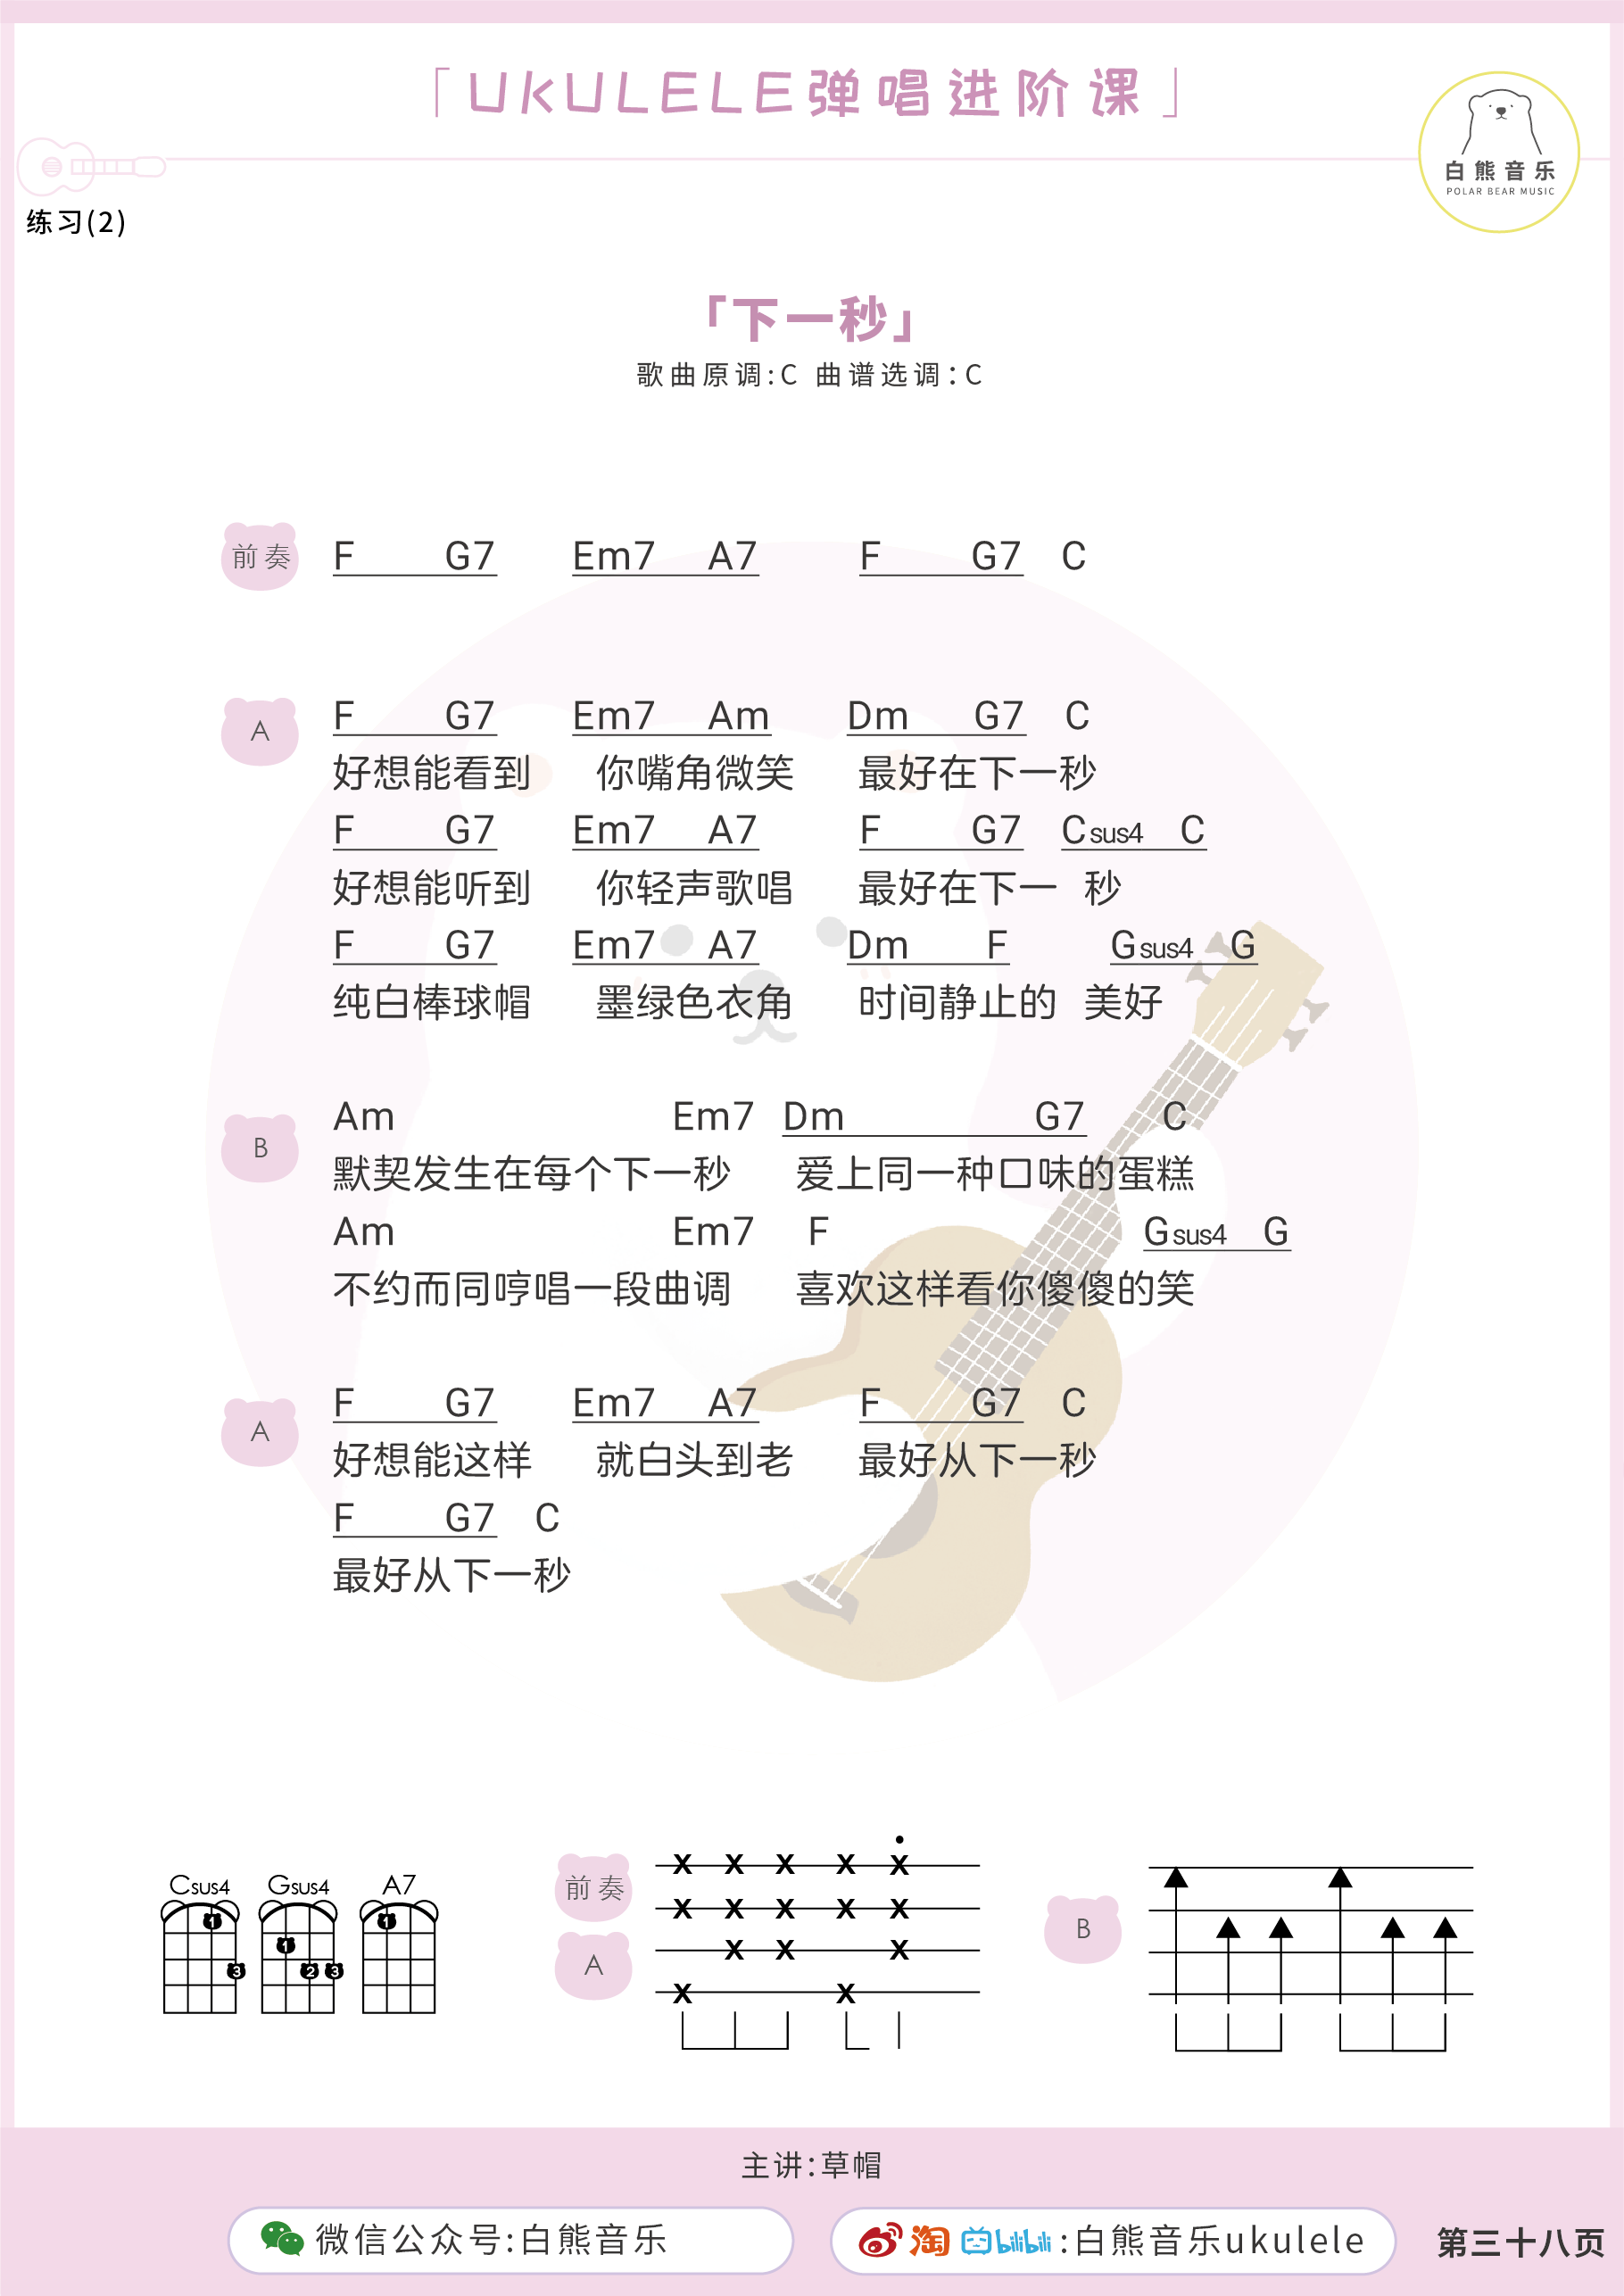 「UKULELE弹唱进阶课」
白熊音乐
POLAR BEAR MUSIC
练习(2)
「下一秒」
歌曲原调:C 曲谱选调:C
前奏 F G7 Em7 A7 F G7 C
A F G7 Em7 Am Dm G7 C
好想能看到 你嘴角微笑 最好在下一秒
F G7 Em7 A7 F G7 Csus4 C
好想能听到 你轻声歌唱 最好在下一 秒
F G7 Em7 A7 Dm F Gsus4 G
纯白棒球帽 墨绿色衣角 时间静止的 美好
B Am Em7 Dm G7 C
默契发生在每个下一秒 爱上同一种口味的蛋糕
Am Em7 F Gsus4 G
不约而同哼唱一段曲调 喜欢这样看你傻傻的笑
A F G7 Em7 A7 F G7 C
好想能这样 就白头到老 最好从下一秒
F G7 C
最好从下一秒
Csus4 Gsus4 A7
1 3 1 2 3 1
前奏
A
X X X X X
X X X X X
X X X
X X
B
主讲:草帽
微信公众号:白熊音乐
淘 bilibili :白熊音乐ukulele
第三十八页